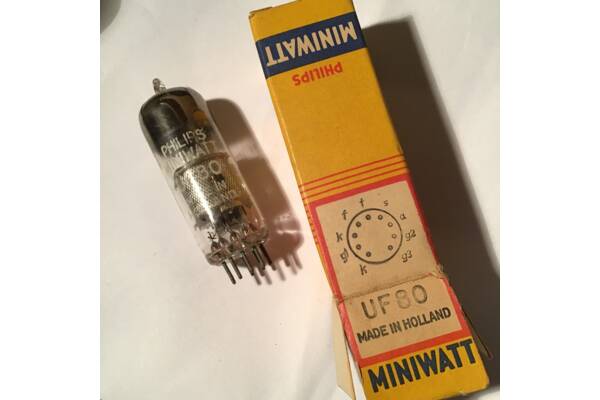 MINIWATT
PHILIPS
f f s
k a
g1 g2
k g3
UF80
MADE IN HOLLAND
MINIWATT
PHILIPS
MINIWATT
UF80